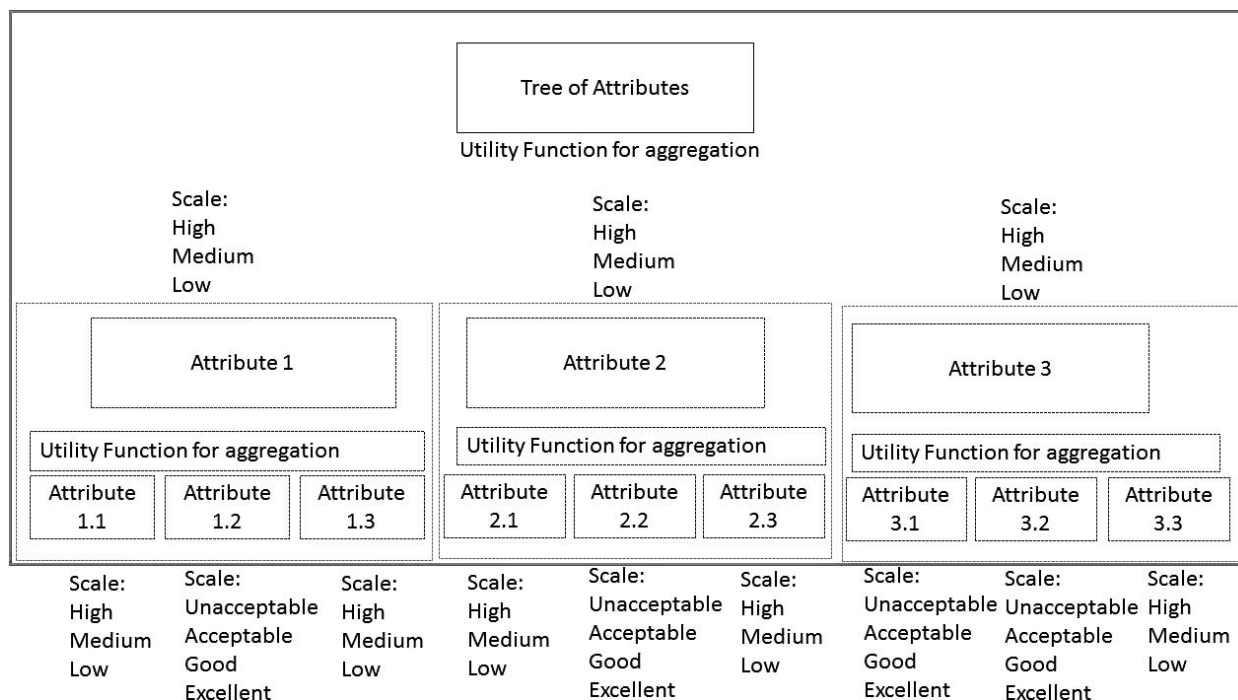 Tree of Attributes
Utility Function for aggregation
Scale:
High
Medium
Low
Scale:
High
Medium
Low
Scale:
High
Medium
Low
Attribute 1
Attribute 2
Attribute 3
Utility Function for aggregation
Utility Function for aggregation
Utility Function for aggregation
Attribute
1.1
Attribute
1.2
Attribute
1.3
Attribute
2.1
Attribute
2.2
Attribute
2.3
Attribute
3.1
Attribute
3.2
Attribute
3.3
Scale:
High
Medium
Low
Scale:
Unacceptable
Acceptable
Good
Excellent
Scale:
High
Medium
Low
Scale:
High
Medium
Low
Scale:
Unacceptable
Acceptable
Good
Excellent
Scale:
High
Medium
Low
Scale:
Unacceptable
Acceptable
Good
Excellent
Scale:
Unacceptable
Acceptable
Good
Excellent
Scale:
High
Medium
Low